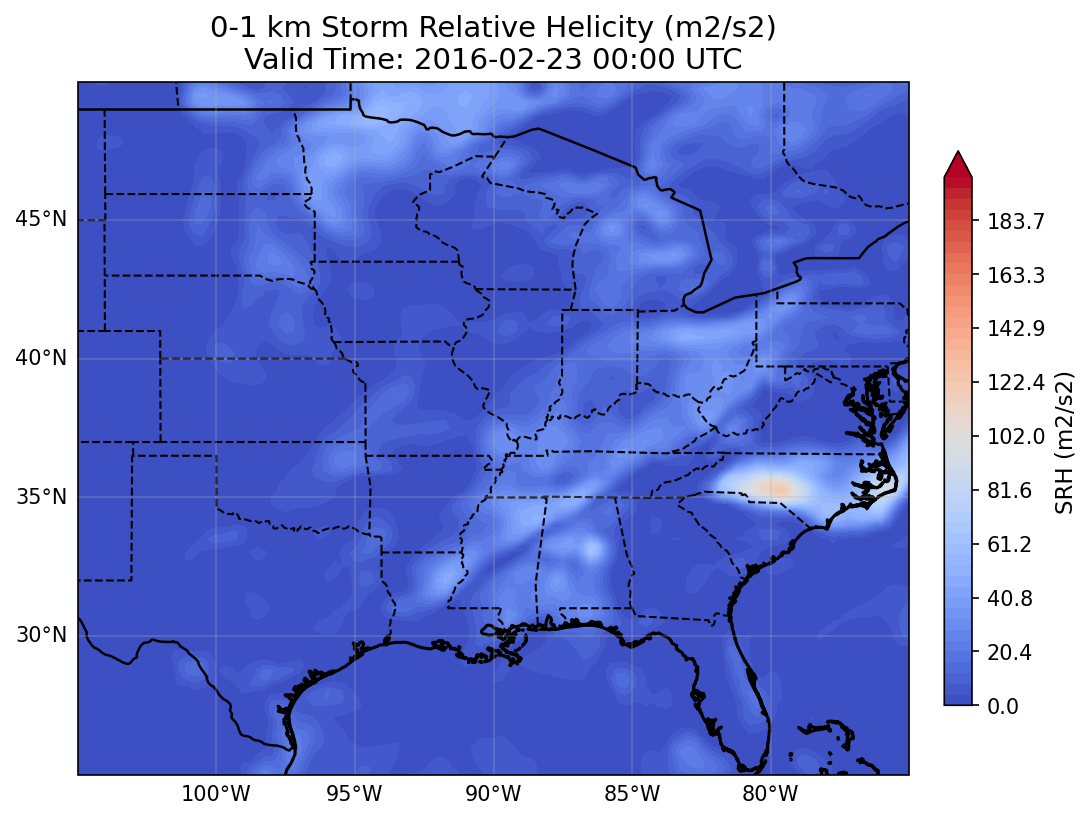 0-1 km Storm Relative Helicity (m2/s2)
Valid Time: 2016-02-23 00:00 UTC
45°N
40°N
35°N
30°N
100°W
95°W
90°W
85°W
80°W
183.7
163.3
142.9
122.4
102.0
81.6
61.2
40.8
20.4
0.0
SRH (m2/s2)